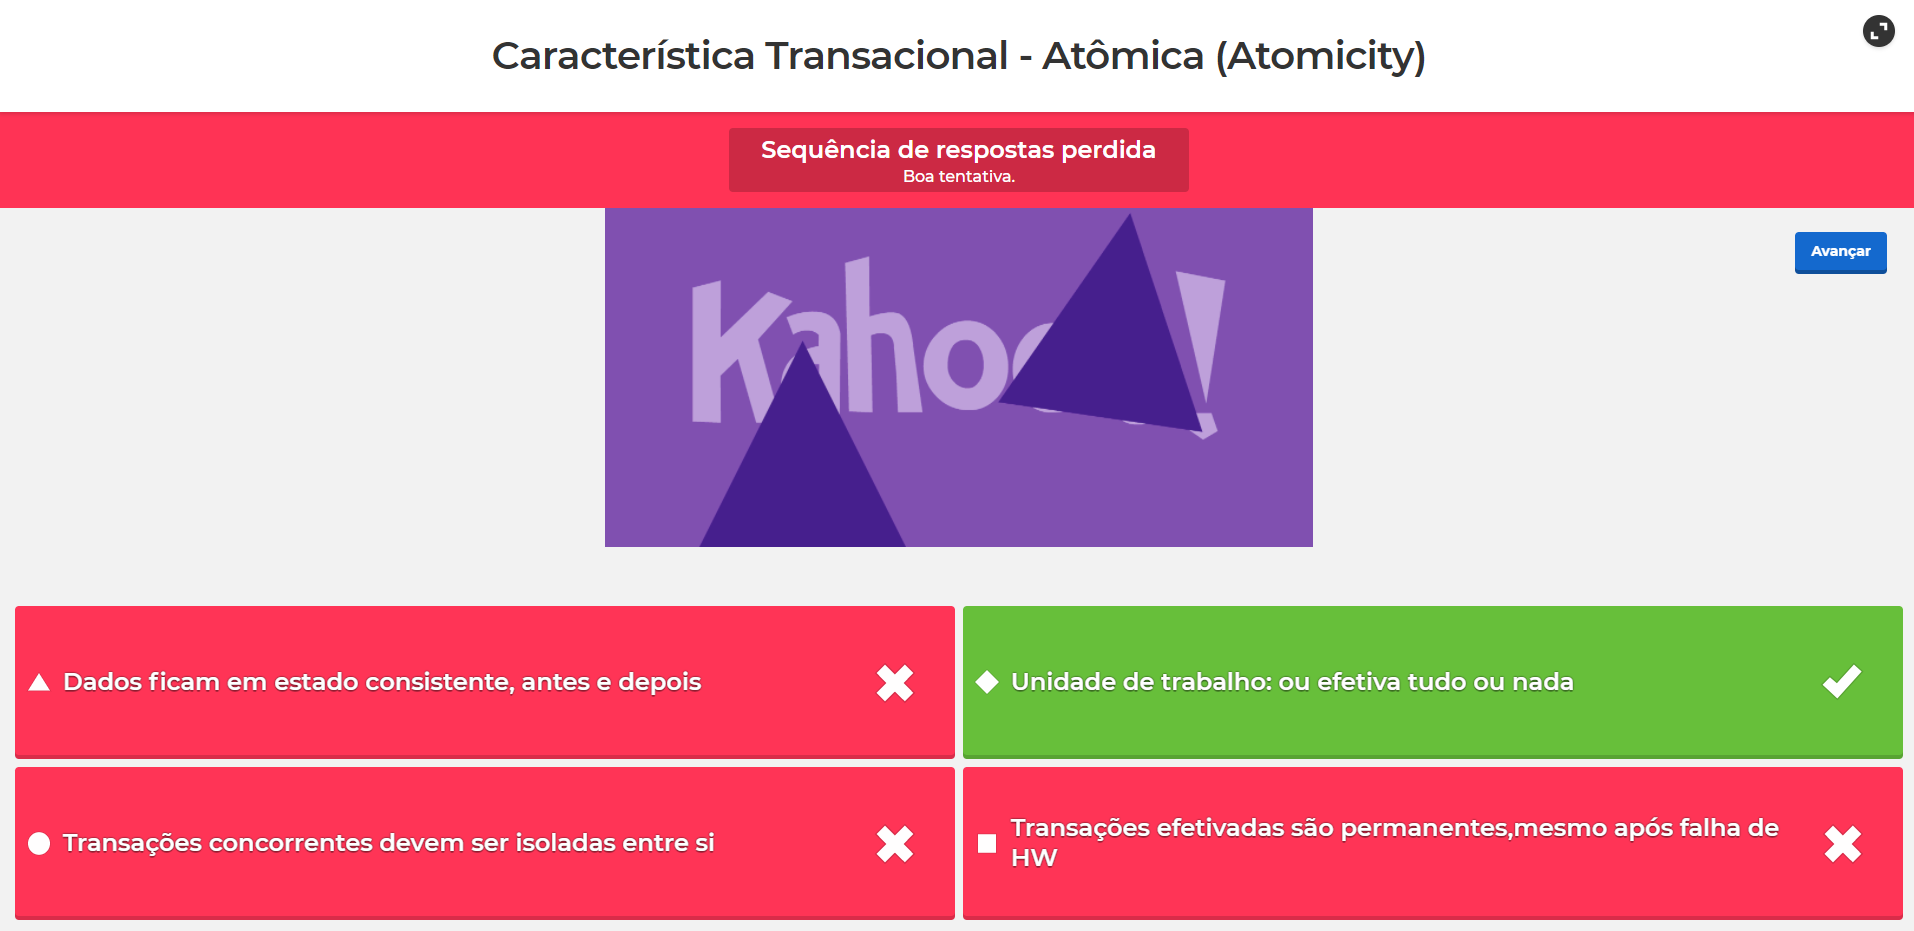 Característica Transacional - Atômica (Atomicity)
Sequência de respostas perdida
Boa tentativa.
Avançar
Kahoot!
Dados ficam em estado consistente, antes e depois
Unidade de trabalho: ou efetiva tudo ou nada
Transações concorrentes devem ser isoladas entre si
Transações efetivadas são permanentes,mesmo após falha de
HW